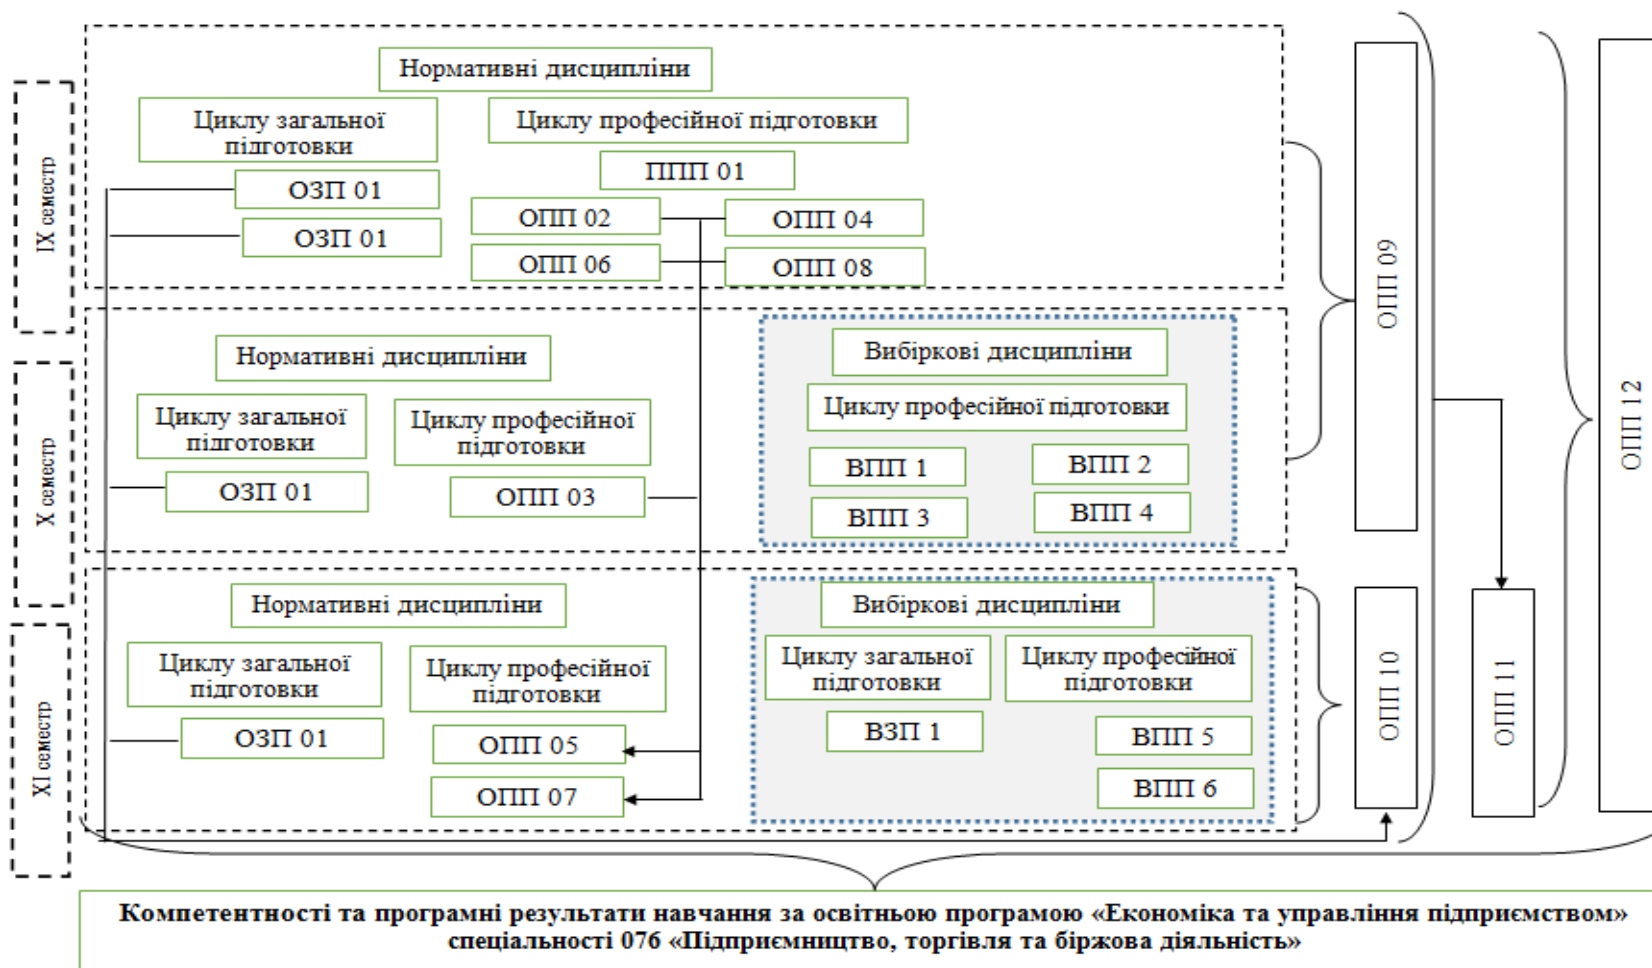 IX семестр
Нормативні дисципліни
Циклу загальної
підготовки
Циклу професійної підготовки
ППП 01
ОЗП 01
ОЗП 01
ОПП 02
ОПП 04
ОПП 06
ОПП 08
X семестр
Нормативні дисципліни
Циклу загальної
підготовки
Циклу професійної
підготовки
ОЗП 01
ОПП 03
Вибіркові дисципліни
Циклу професійної підготовки
ВПП 1
ВПП 2
ВПП 3
ВПП 4
XI семестр
Нормативні дисципліни
Циклу загальної
підготовки
Циклу професійної
підготовки
ОЗП 01
ОПП 05
ОПП 07
Вибіркові дисципліни
Циклу загальної
підготовки
Циклу професійної
підготовки
ВЗП 1
ВПП 5
ВПП 6
ОПП 09
ОПП 10
ОПП 11
ОПП 12
Компетентності та програмні результати навчання за освітньою програмою «Економіка та управління підприємством»
спеціальності 076 «Підприємництво, торгівля та біржова діяльність»